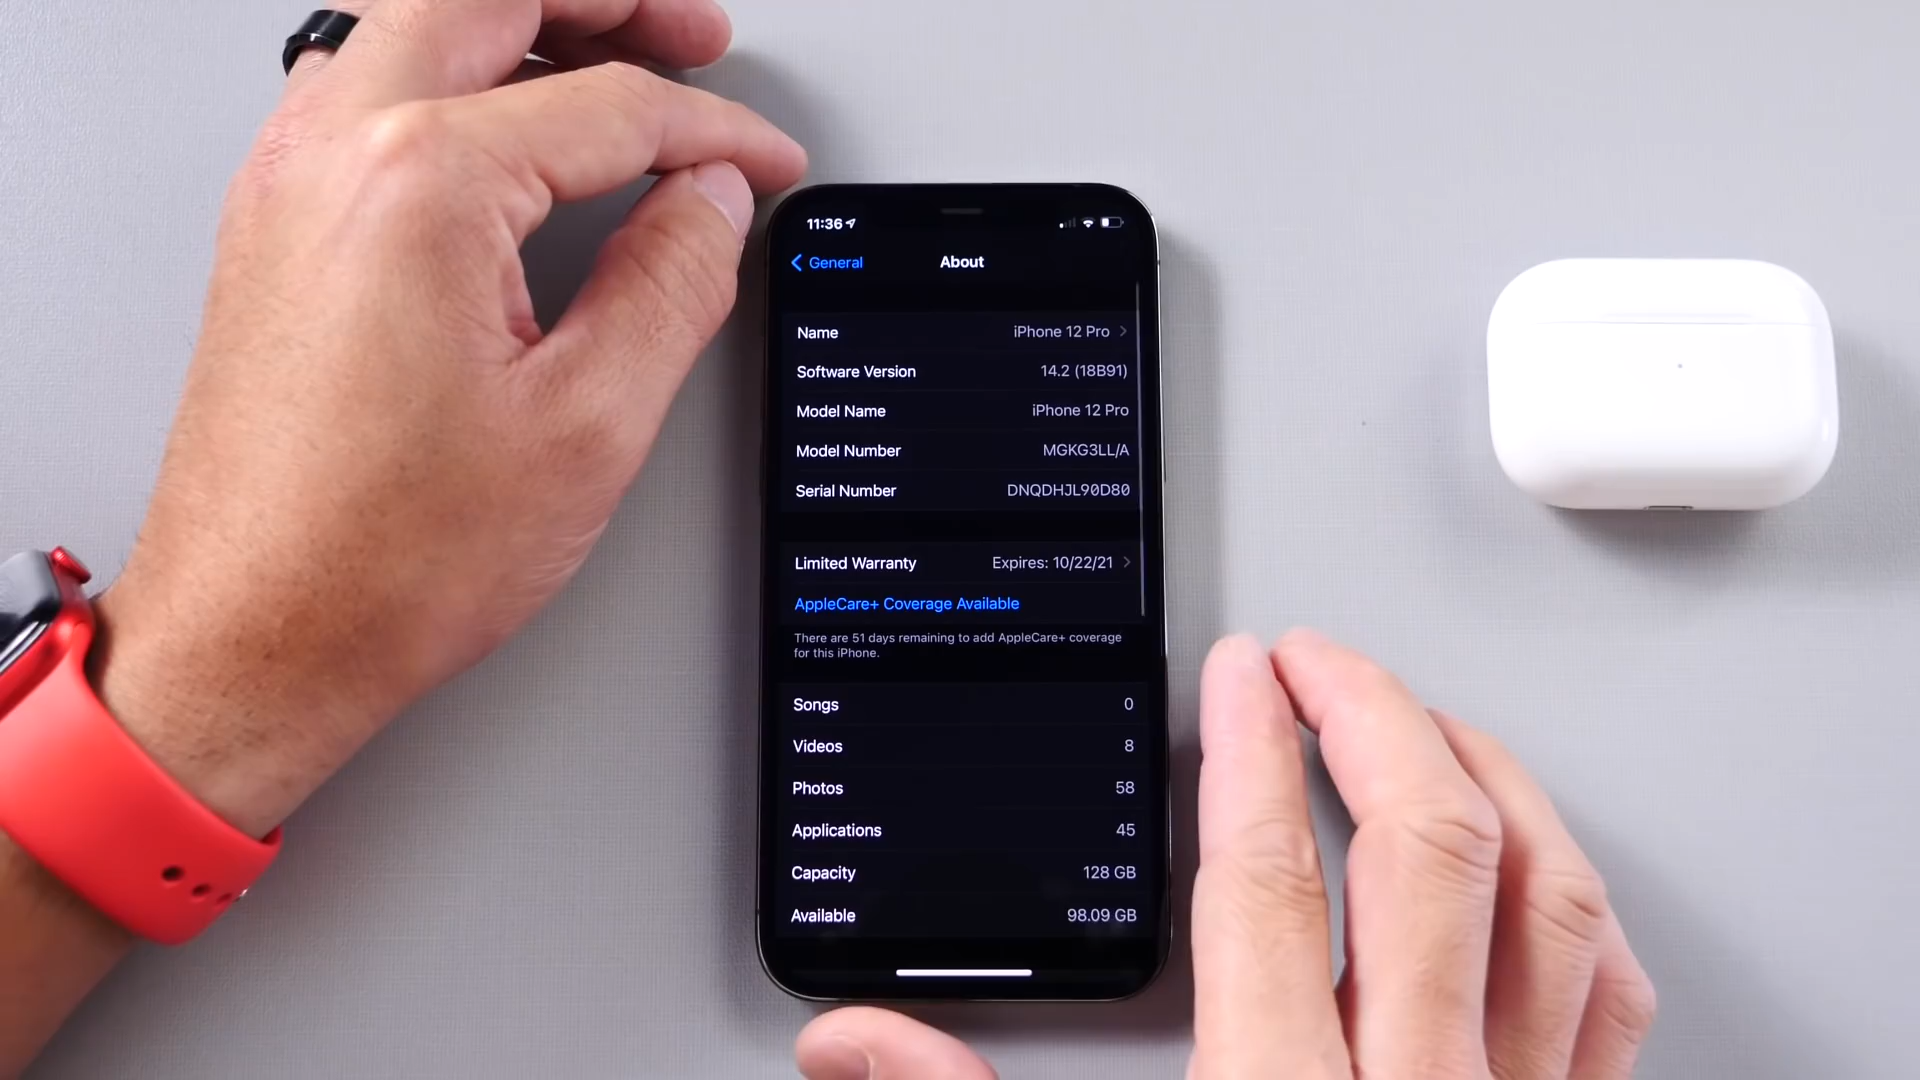 11:36
General
About
Name iPhone 12 Pro
Software Version 14.2 (18B91)
Model Name iPhone 12 Pro
Model Number MGKG3LL/A
Serial Number DNQDHJL90D80
Limited Warranty Expires: 10/22/21
AppleCare+ Coverage Available
There are 51 days remaining to add AppleCare+ coverage
for this iPhone.
Songs 0
Videos 8
Photos 58
Applications 45
Capacity 128 GB
Available 98.09 GB